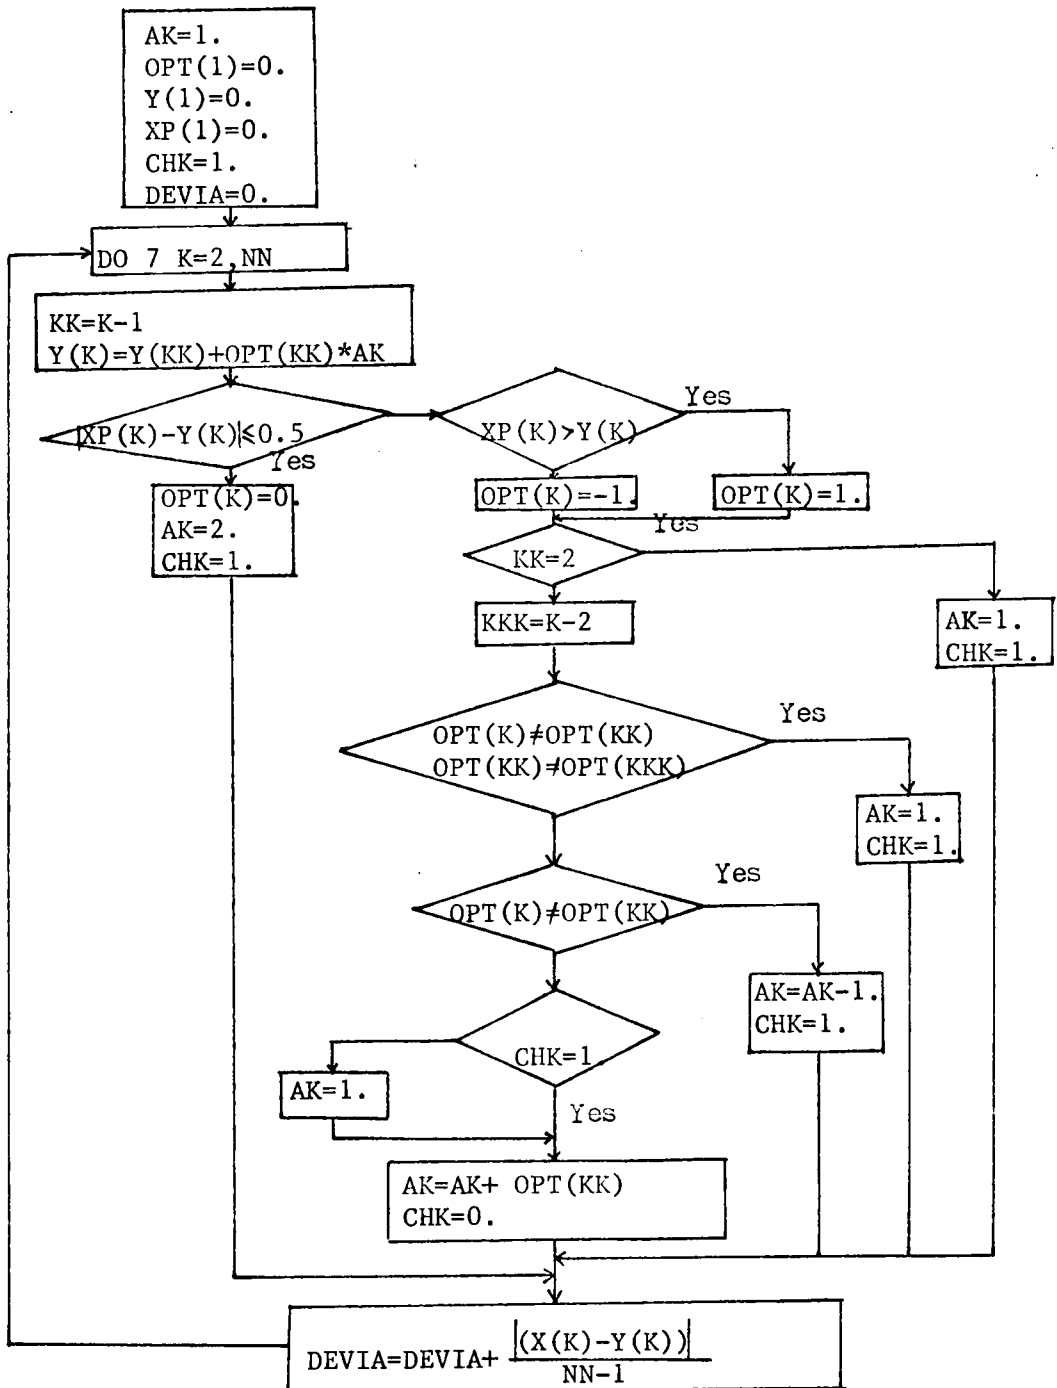 AK=1.
OPT(1)=0.
Y(1)=0.
XP(1)=0.
CHK=1.
DEVIA=0.
DO 7 K=2,NN
KK=K-1
Y(K)=Y(KK)+OPT(KK)*AK
|XP(K)-Y(K)|≤0.5
Yes
XP(K)>Y(K)
Yes
OPT(K)=0.
AK=2.
CHK=1.
OPT(K)=-1.
OPT(K)=1.
Yes
KK=2
AK=1.
CHK=1.
KKK=K-2
OPT(K)≠OPT(KK)
OPT(KK)≠OPT(KKK)
Yes
AK=1.
CHK=1.
OPT(K)≠OPT(KK)
Yes
AK=AK-1.
CHK=1.
CHK=1
AK=1.
Yes
AK=AK+ OPT(KK)
CHK=0.
DEVIA=DEVIA+ |(X(K)-Y(K))|
NN-1